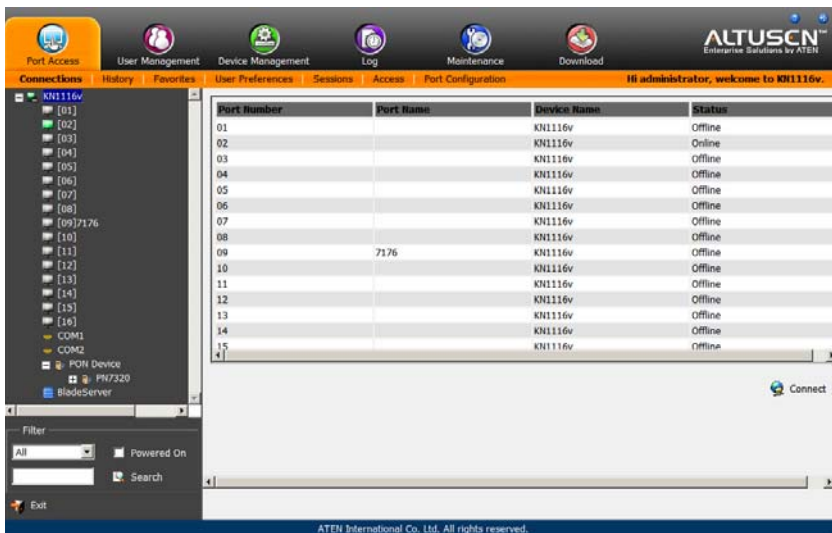 ALTUSEN™
Enterprise Solutions by ATEN
Port Access User Management Device Management Log Maintenance Download
Connections History Favorites User Preferences Sessions Access Port Configuration Hi administrator, welcome to KN1116v.
KN1116v
[01]
[02]
[03]
[04]
[05]
[06]
[07]
[08]
[09]7176
[10]
[11]
[12]
[13]
[14]
[15]
[16]
COM1
COM2
PON Device
PN7320
BladeServer
Filter
All Powered On
Search
Exit
Port Number Port Name Device Name Status
01 KN1116v Offline
02 KN1116v Online
03 KN1116v Offline
04 KN1116v Offline
05 KN1116v Offline
06 KN1116v Offline
07 KN1116v Offline
08 KN1116v Offline
09 7176 KN1116v Offline
10 KN1116v Offline
11 KN1116v Offline
12 KN1116v Offline
13 KN1116v Offline
14 KN1116v Offline
15 KN1116v Offline
Connect
ATEN International Co. Ltd. All rights reserved.